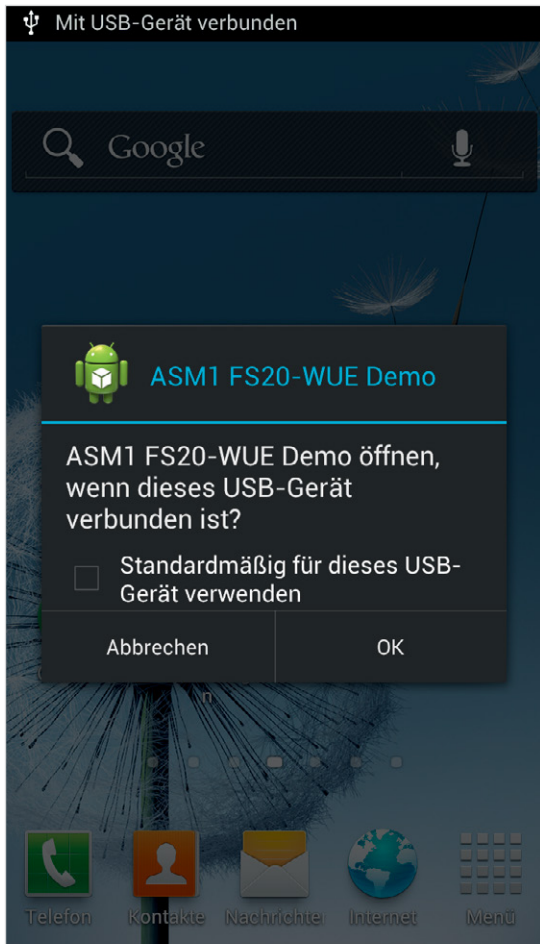 Mit USB-Gerät verbunden
Google
ASM1 FS20-WUE Demo
ASM1 FS20-WUE Demo öffnen,
wenn dieses USB-Gerät
verbunden ist?
Standardmäßig für dieses USB-
Gerät verwenden
Abbrechen
OK
n
Telefon
Kontakte
Nachrichte
Internet
Menü